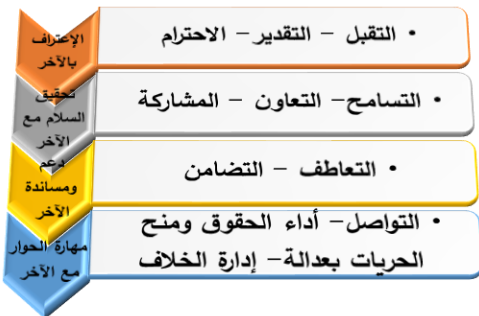 الإعتراف
بالآخر
• التقبل – التقدير – الاحترام
تحقيق
السلام مع
الآخر
• التسامح – التعاون – المشاركة
دعم
ومساندة
الآخر
• التعاطف – التضامن
مهارة الحوار
مع الآخر
• التواصل – أداء الحقوق ومنح
الحريات بعدالة – إدارة الخلاف